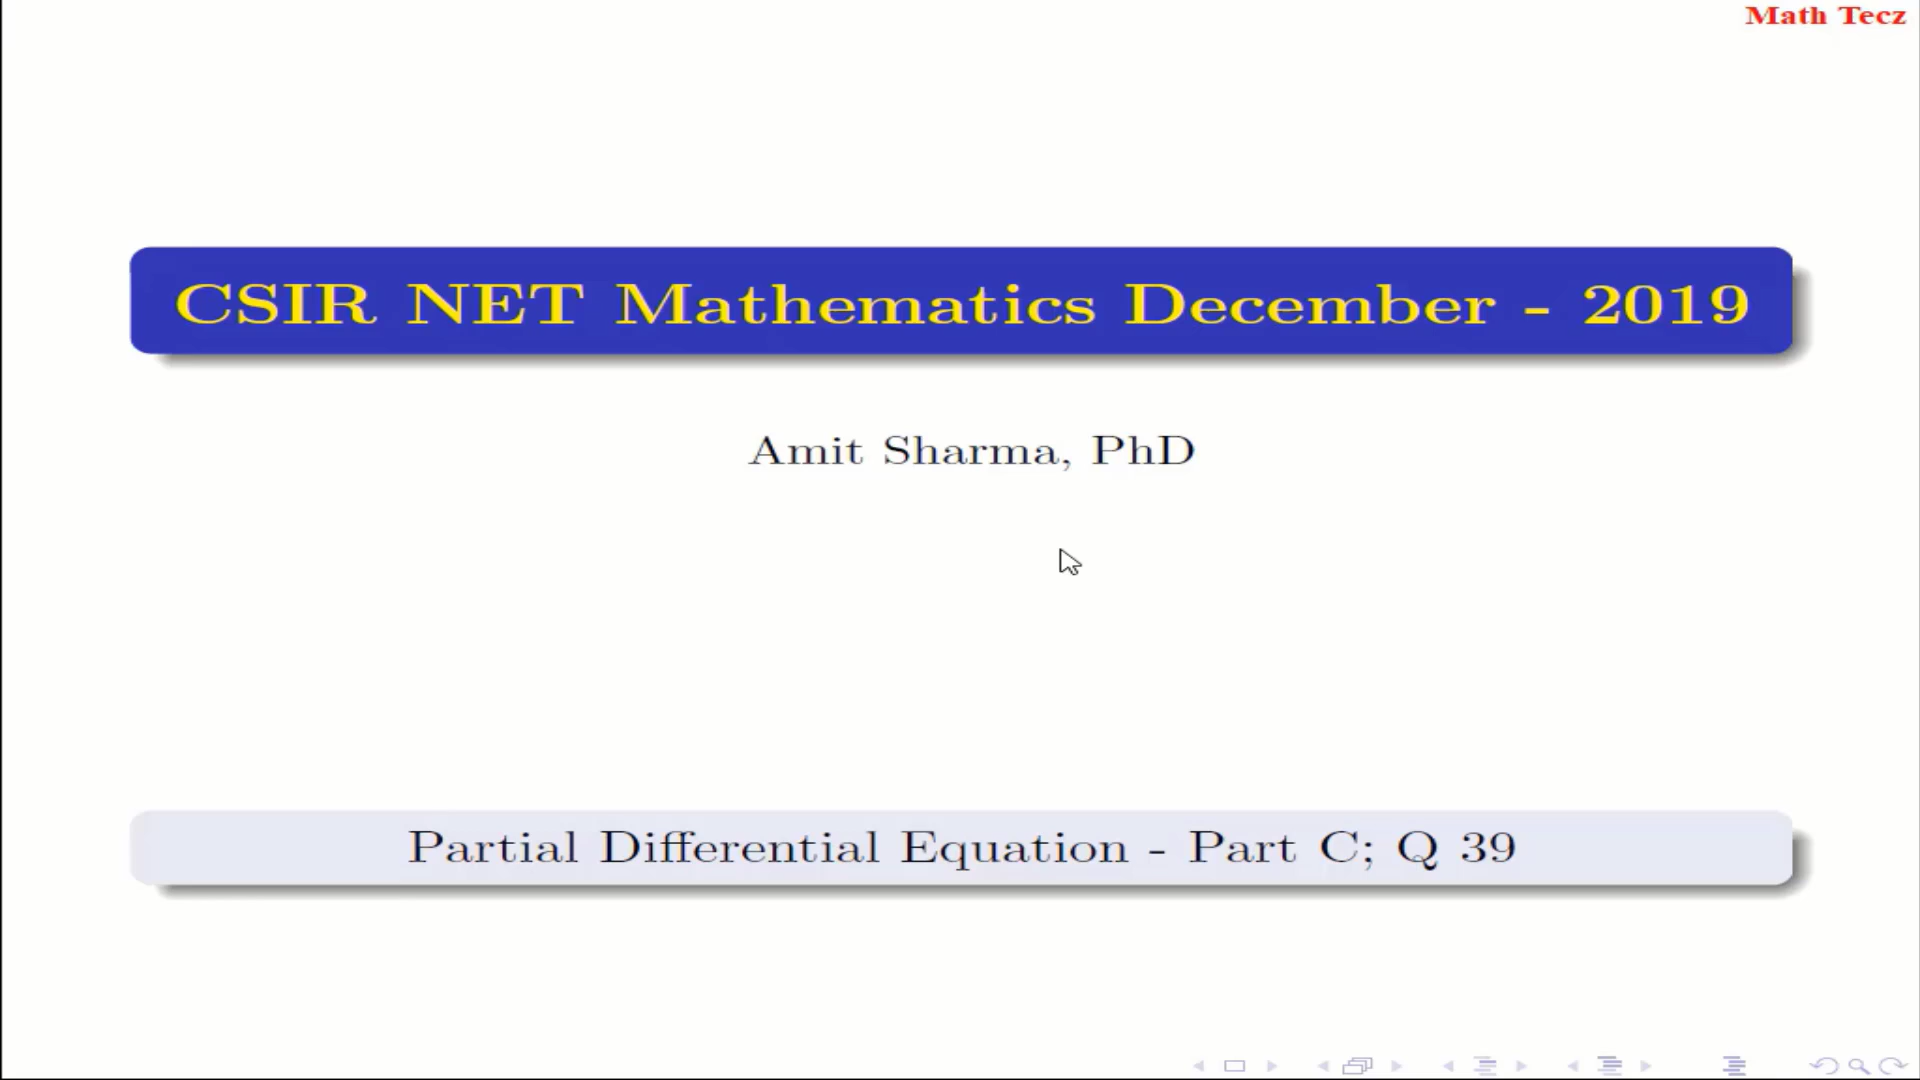 Math Tecz
CSIR NET Mathematics December - 2019
Amit Sharma, PhD
Partial Differential Equation - Part C; Q 39